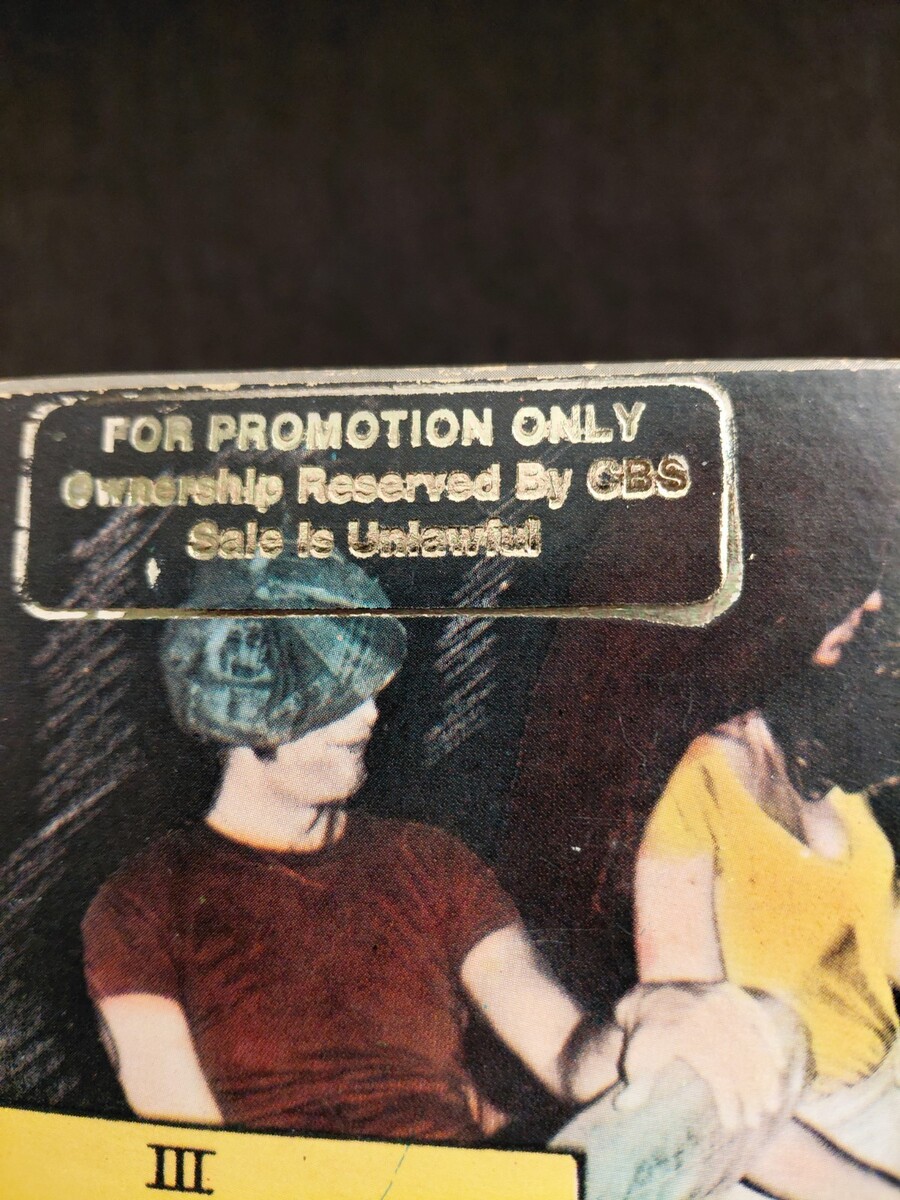 FOR PROMOTION ONLY
Ownership Reserved By CBS
Sale Is Unlawful
III